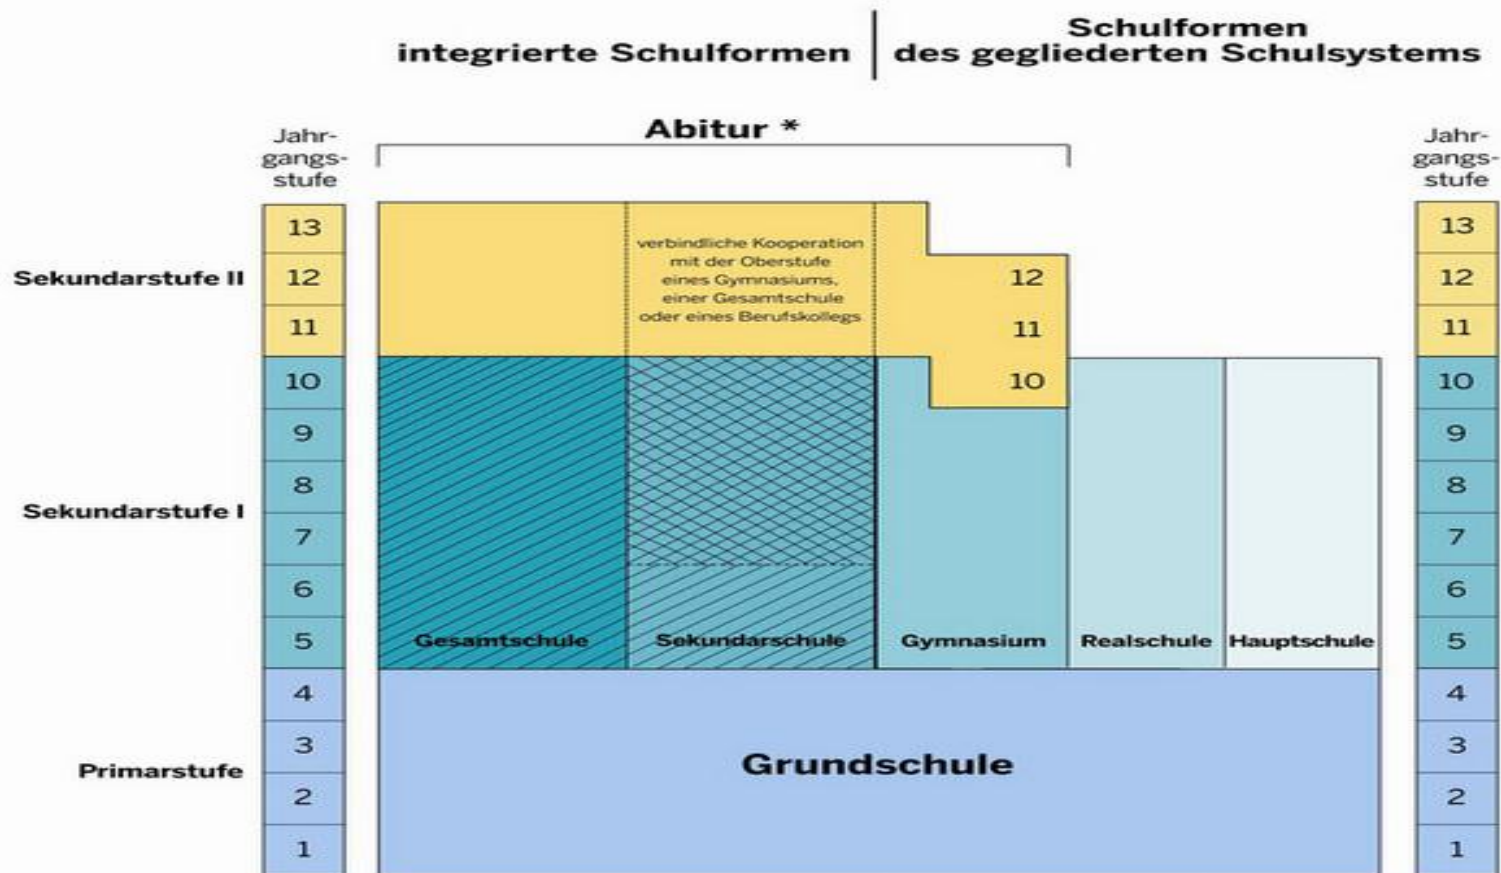 integrierte Schulformen
Schulformen
des gegliederten Schulsystems
Abitur *
Jahr-
gangs-
stufe
Jahr-
gangs-
stufe
Sekundarstufe II
13
12
11
verbindliche Kooperation
mit der Oberstufe
eines Gymnasiums,
einer Gesamtschule
oder eines Berufskollegs
12
11
10
13
12
11
Sekundarstufe I
10
9
8
7
6
5
Gesamtschule
Sekundarschule
Gymnasium
Realschule
Hauptschule
10
9
8
7
6
5
Primarstufe
4
3
2
1
Grundschule
4
3
2
1